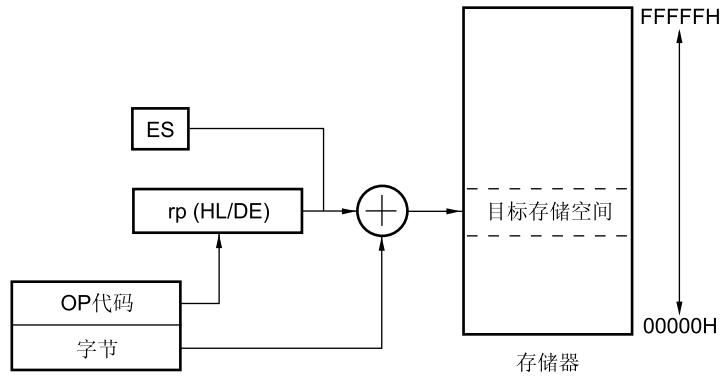 FFFFFH
ES
rp (HL/DE)
目标存储空间
OP代码
字节
00000H
存储器